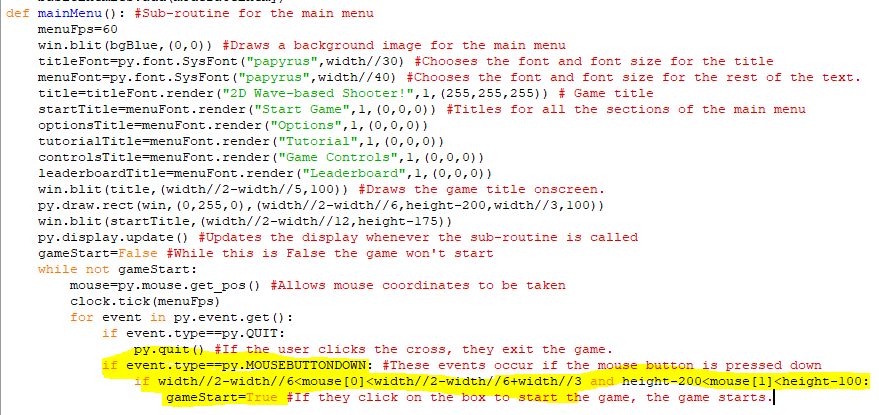 def mainMenu(): #Sub-routine for the main menu
menuFps=60
win.blit(bgBlue,(0,0)) #Draws a background image for the main menu
titleFont=py.font.SysFont("papyrus",width//30) #Chooses the font and font size for the title
menuFont=py.font.SysFont("papyrus",width//40) #Chooses the font and font size for the rest of the text.
title=titleFont.render("2D Wave-based Shooter!",1,(255,255,255)) # Game title
startTitle=menuFont.render("Start Game",1,(0,0,0)) #Titles for all the sections of the main menu
optionsTitle=menuFont.render("Options",1,(0,0,0))
tutorialTitle=menuFont.render("Tutorial",1,(0,0,0))
controlsTitle=menuFont.render("Game Controls",1,(0,0,0))
leaderboardTitle=menuFont.render("Leaderboard",1,(0,0,0))
win.blit(title,(width//2-width//5,100)) #Draws the game title onscreen.
py.draw.rect(win,(0,255,0),(width//2-width//6,height-200,width//3,100))
win.blit(startTitle,(width//2-width//12,height-175))
py.display.update() #Updates the display whenever the sub-routine is called
gameStart=False #While this is False the game won't start
while not gameStart:
mouse=py.mouse.get_pos() #Allows mouse coordinates to be taken
clock.tick(menuFps)
for event in py.event.get():
if event.type==py.QUIT:
py.quit() #If the user clicks the cross, they exit the game.
if event.type==py.MOUSEBUTTONDOWN: #These events occur if the mouse button is pressed down
if width//2-width//6<mouse[0]<width//2-width//6+width//3 and height-200<mouse[1]<height-100:
gameStart=True #If they click on the box to start the game, the game starts.